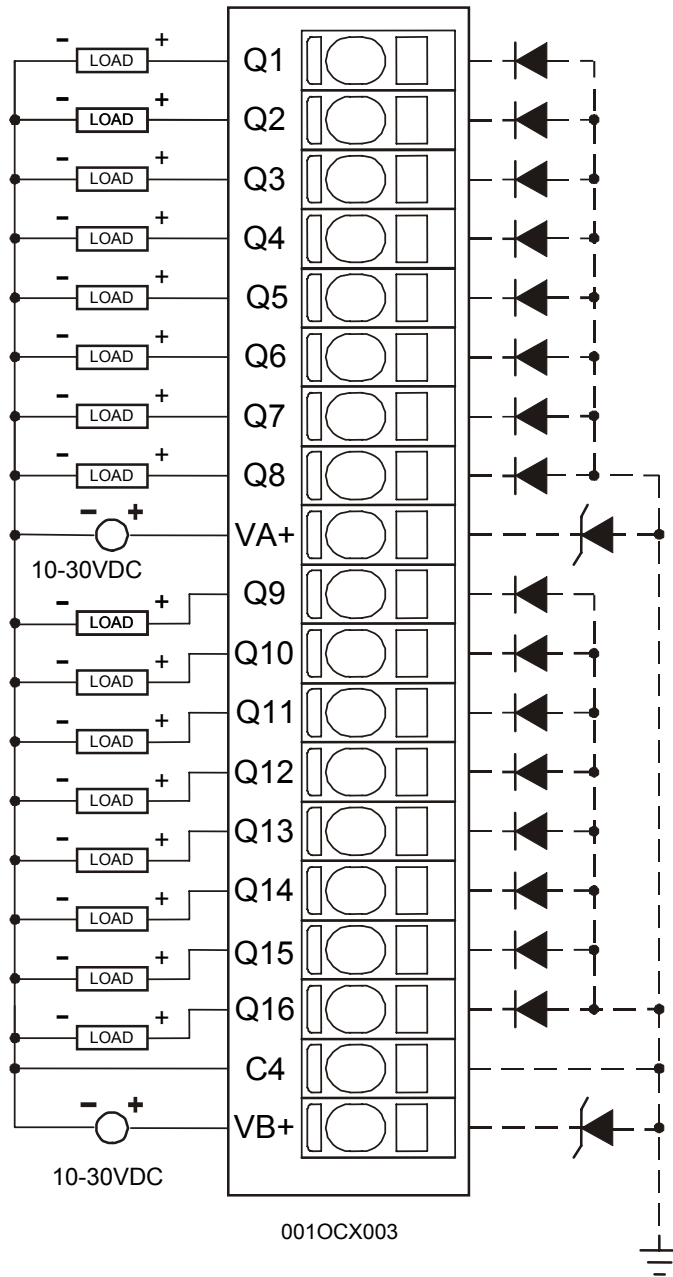 - LOAD + Q1
- LOAD + Q2
- LOAD + Q3
- LOAD + Q4
- LOAD + Q5
- LOAD + Q6
- LOAD + Q7
- LOAD + Q8
- + VA+
10-30VDC
- LOAD + Q9
- LOAD + Q10
- LOAD + Q11
- LOAD + Q12
- LOAD + Q13
- LOAD + Q14
- LOAD + Q15
- LOAD + Q16
C4
- + VB+
10-30VDC
001OCX003